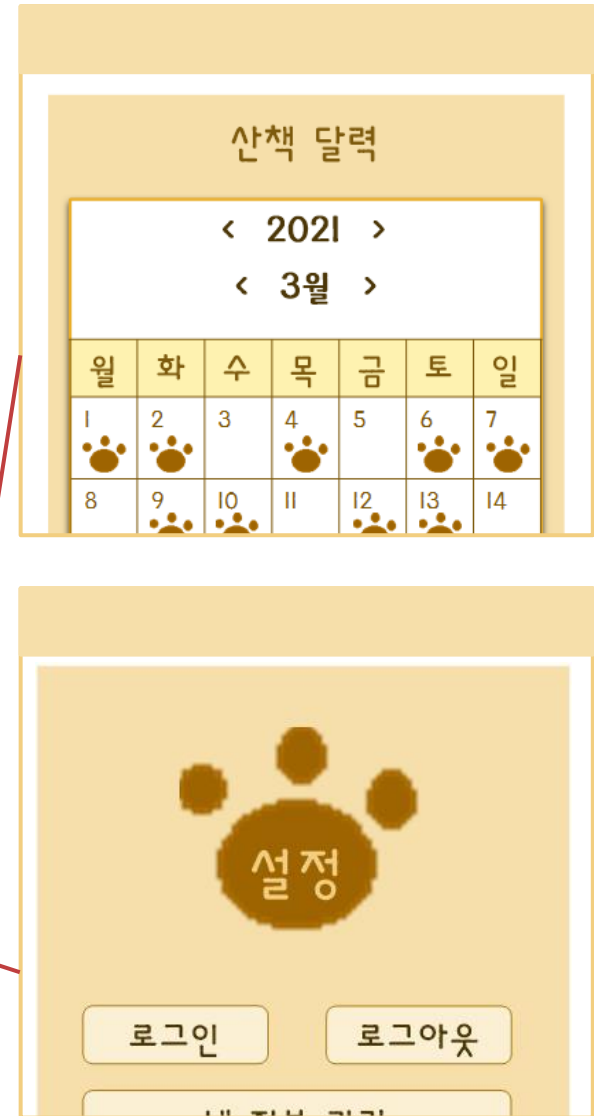 산책 달력
< 2021 >
< 3월 >
월 화 수 목 금 토 일
1 2 3 4 5 6 7
8 9 10 11 12 13 14
설정
로그인 로그아웃